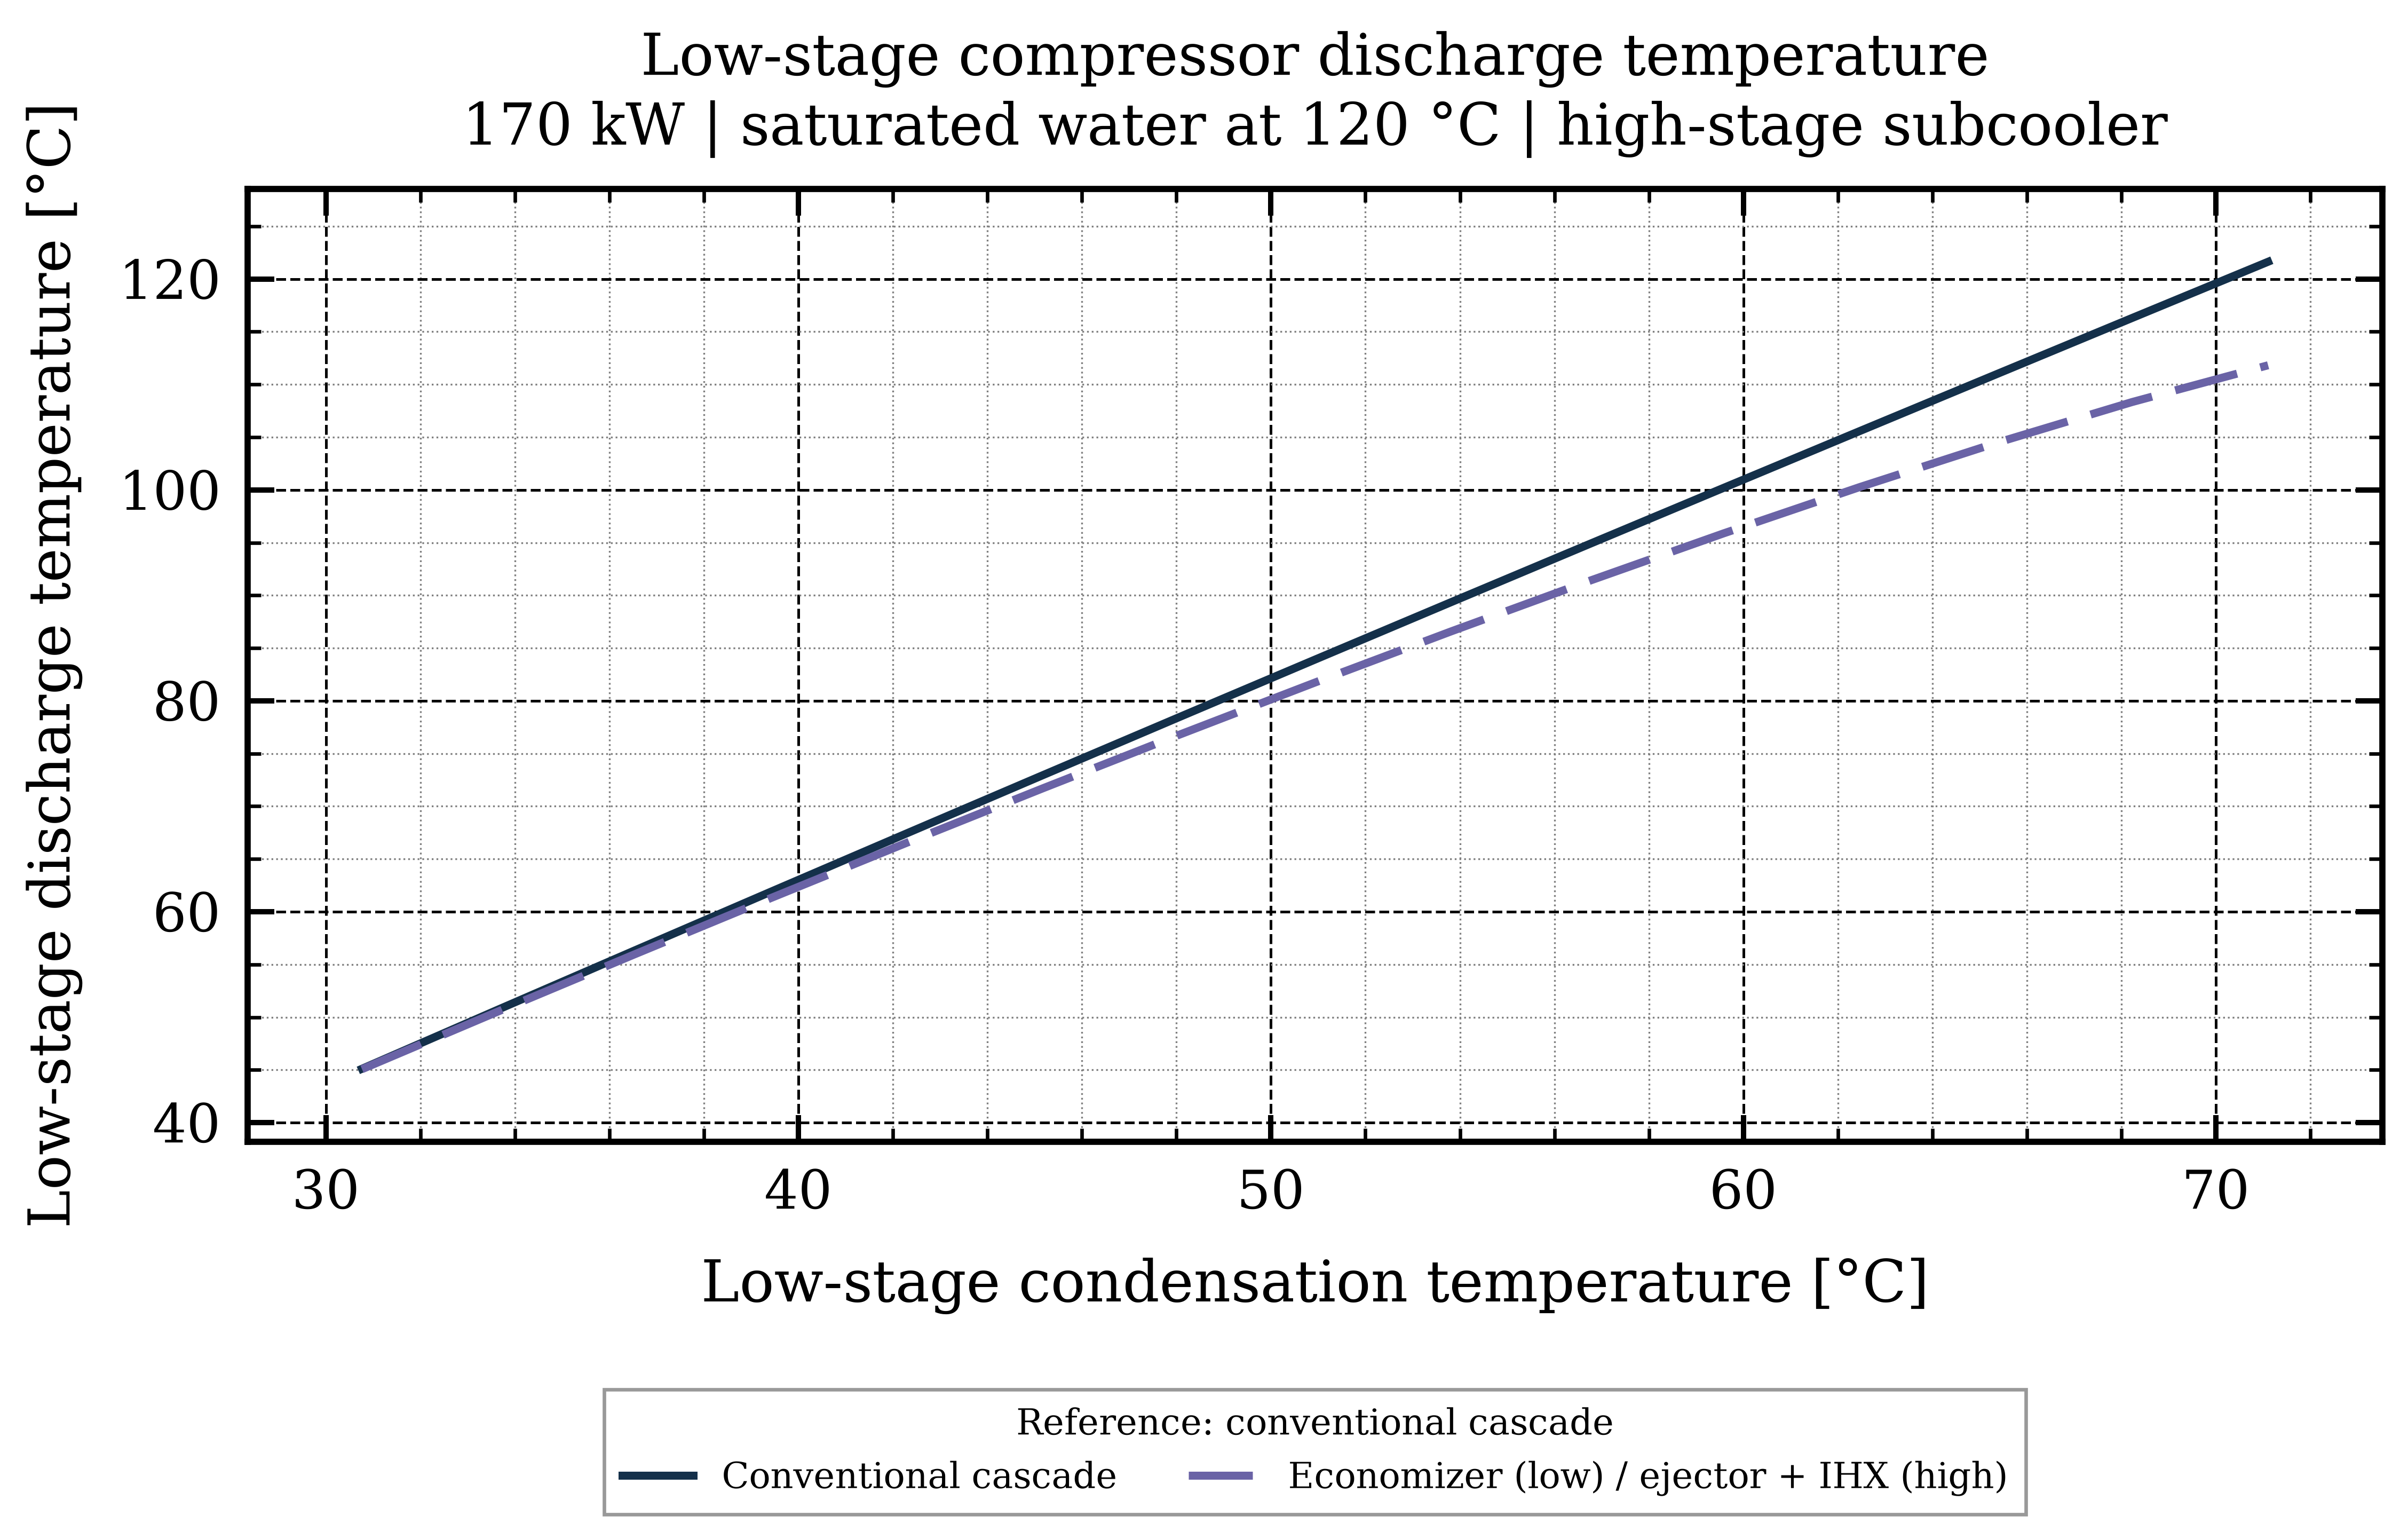 Low-stage compressor discharge temperature
170 kW | saturated water at 120 °C | high-stage subcooler
Low-stage discharge temperature [°C]
120
100
80
60
40
30
40
50
60
70
Low-stage condensation temperature [°C]
Reference: conventional cascade
Conventional cascade
Economizer (low) / ejector + IHX (high)